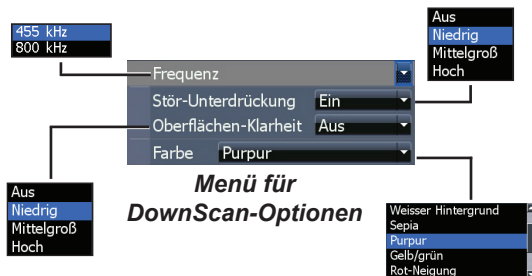 455 kHz
800 kHz
Aus
Niedrig
Mittelgroß
Hoch
Frequenz
Stör-Unterdrückung Ein
Oberflächen-Klarheit Aus
Farbe Purpur
Menü für
DownScan-Optionen
Aus
Niedrig
Mittelgroß
Hoch
Weisser Hintergrund
Sepia
Purpur
Gelb/grün
Rot-Neigung